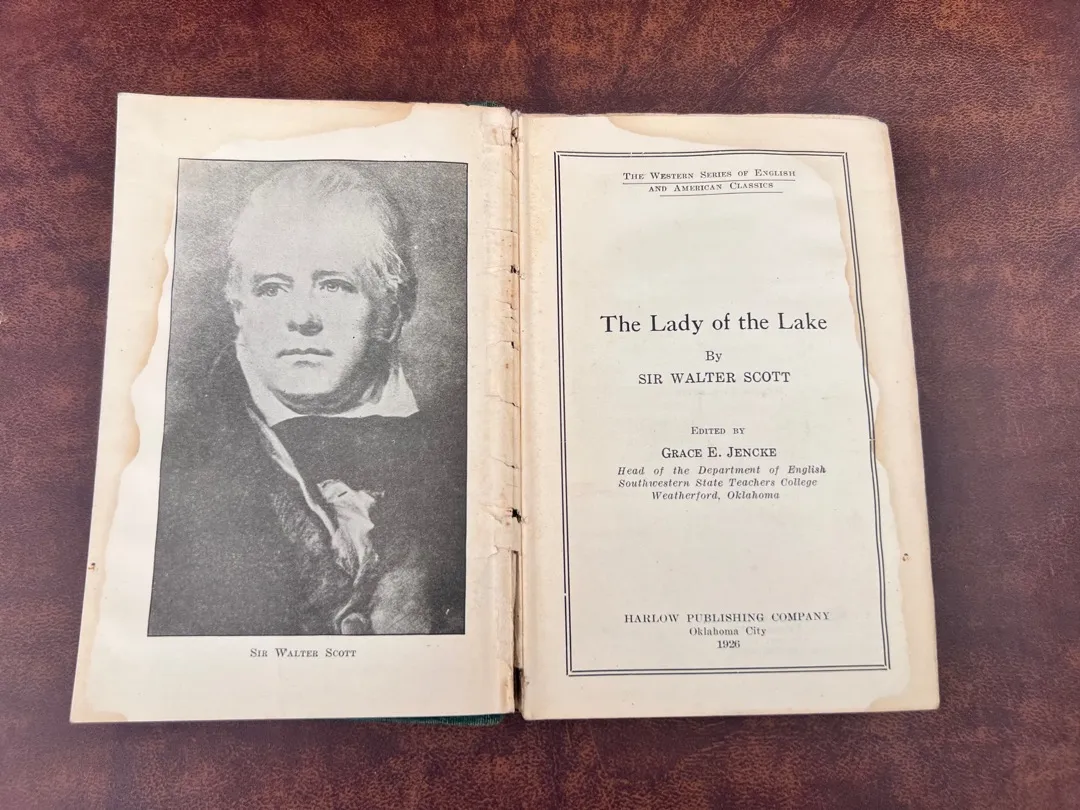 SIR WALTER SCOTT
THE WESTERN SERIES OF ENGLISH
AND AMERICAN CLASSICS
The Lady of the Lake
By
SIR WALTER SCOTT
EDITED BY
GRACE E. JENCKE
Head of the Department of English
Southwestern State Teachers College
Weatherford, Oklahoma
HARLOW PUBLISHING COMPANY
Oklahoma City
1926